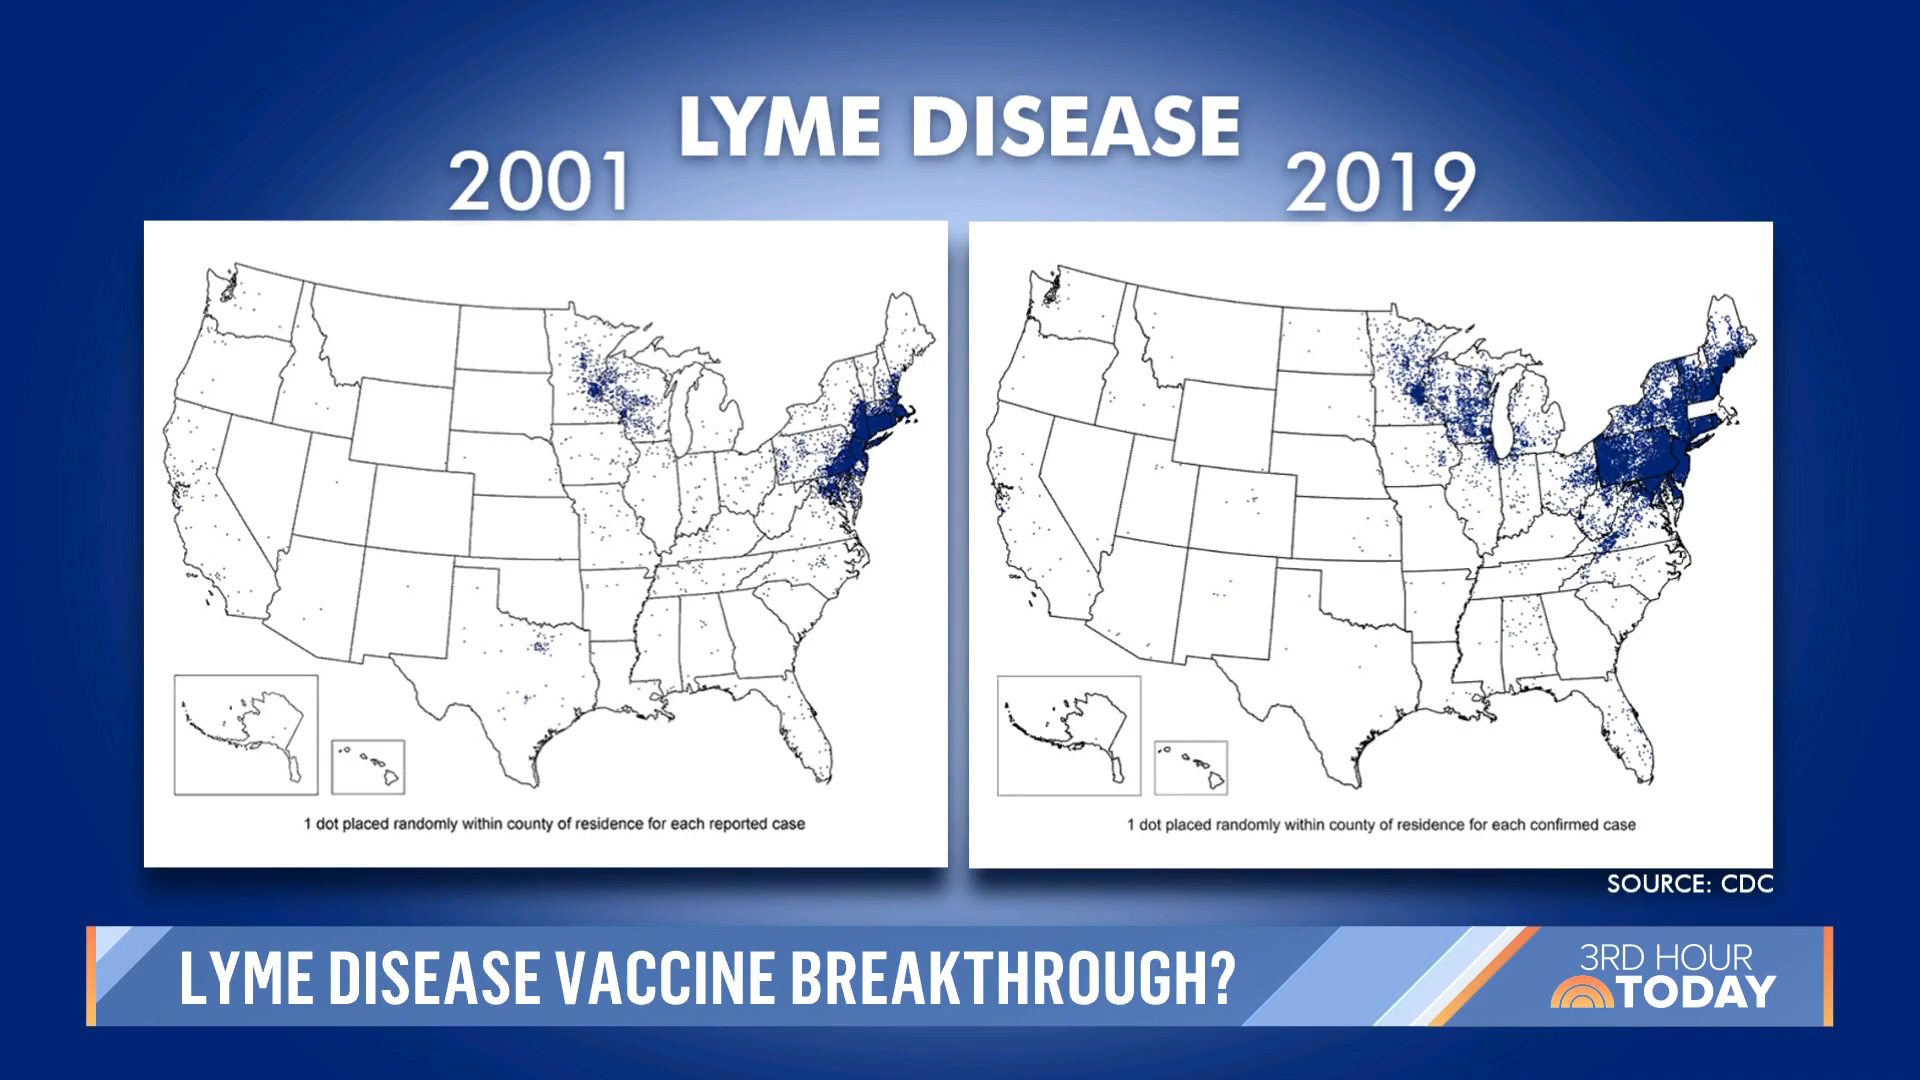 LYME DISEASE
2001
2019
1 dot placed randomly within county of residence for each reported case
1 dot placed randomly within county of residence for each confirmed case
SOURCE: CDC
LYME DISEASE VACCINE BREAKTHROUGH?
3RD HOUR
TODAY